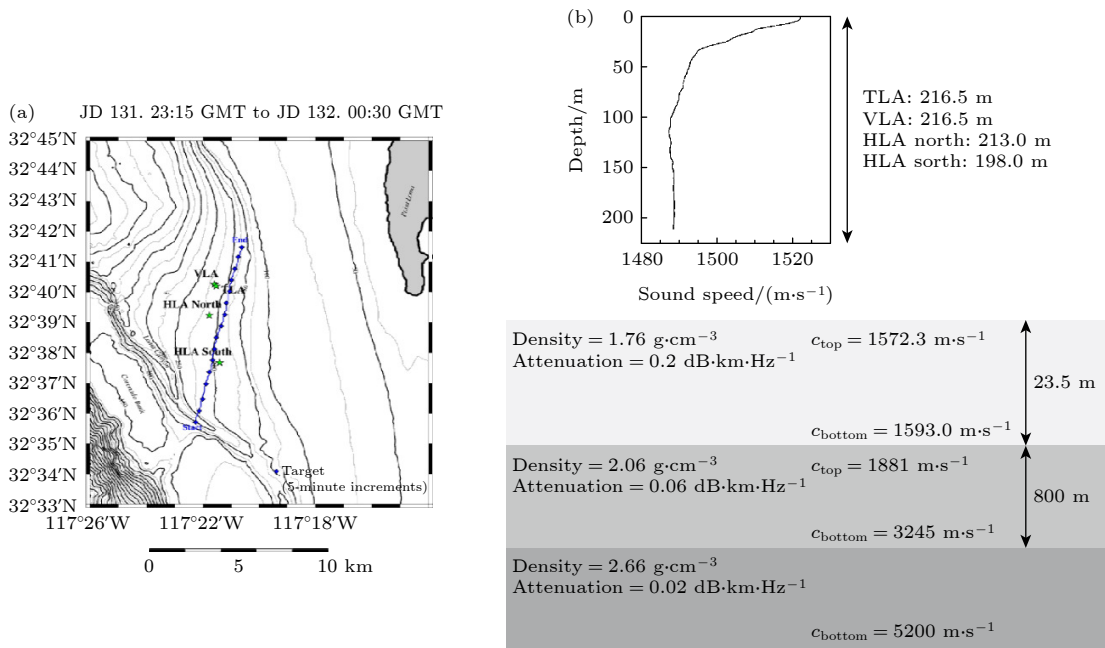 (a)
JD 131. 23:15 GMT to JD 132. 00:30 GMT
32°45′N
32°44′N
32°43′N
32°42′N
32°41′N
32°40′N
32°39′N
32°38′N
32°37′N
32°36′N
32°35′N
32°34′N
32°33′N
117°26′W
117°22′W
117°18′W
End
VLA
TLA
HLA North
HLA South
Start
Point Loma
Target
(5-minute increments)
0
5
10 km
(b)
0
50
100
150
200
Depth/m
1480
1500
1520
Sound speed/(m·s⁻¹)
TLA: 216.5 m
VLA: 216.5 m
HLA north: 213.0 m
HLA sorth: 198.0 m
Density = 1.76 g·cm⁻³
Attenuation = 0.2 dB·km·Hz⁻¹
c_top = 1572.3 m·s⁻¹
c_bottom = 1593.0 m·s⁻¹
23.5 m
Density = 2.06 g·cm⁻³
Attenuation = 0.06 dB·km·Hz⁻¹
c_top = 1881 m·s⁻¹
c_bottom = 3245 m·s⁻¹
800 m
Density = 2.66 g·cm⁻³
Attenuation = 0.02 dB·km·Hz⁻¹
c_bottom = 5200 m·s⁻¹